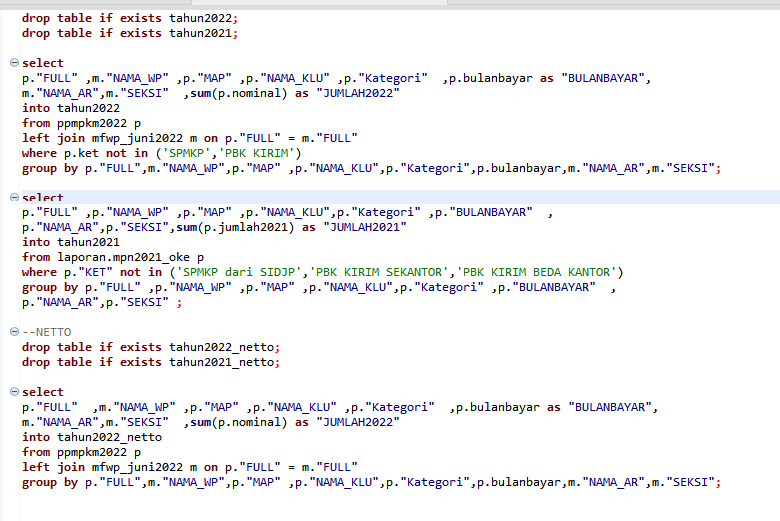 drop table if exists tahun2022;
drop table if exists tahun2021;
select
p."FULL" ,m."NAMA_WP" ,p."MAP" ,p."NAMA_KLU" ,p."Kategori"  ,p.bulanbayar as "BULANBAYAR",
m."NAMA_AR",m."SEKSI"  ,sum(p.nominal) as "JUMLAH2022"
into tahun2022
from ppmpkm2022 p
left join mfwp_juni2022 m on p."FULL" = m."FULL"
where p.ket not in ('SPMKP','PBK KIRIM')
group by p."FULL",m."NAMA_WP",p."MAP" ,p."NAMA_KLU",p."Kategori",p.bulanbayar,m."NAMA_AR",m."SEKSI";
select
p."FULL" ,p."NAMA_WP" ,p."MAP" ,p."NAMA_KLU",p."Kategori" ,p."BULANBAYAR"  ,
p."NAMA_AR",p."SEKSI",sum(p.jumlah2021) as "JUMLAH2021"
into tahun2021
from laporan.mpn2021_oke p
where p."KET" not in ('SPMKP dari SIDJP','PBK KIRIM SEKANTOR','PBK KIRIM BEDA KANTOR')
group by p."FULL" ,p."NAMA_WP" ,p."MAP" ,p."NAMA_KLU",p."Kategori" ,p."BULANBAYAR"  ,
p."NAMA_AR",p."SEKSI" ;
--NETTO
drop table if exists tahun2022_netto;
drop table if exists tahun2021_netto;
select
p."FULL"  ,m."NAMA_WP" ,p."MAP" ,p."NAMA_KLU" ,p."Kategori"  ,p.bulanbayar as "BULANBAYAR",
m."NAMA_AR",m."SEKSI"  ,sum(p.nominal) as "JUMLAH2022"
into tahun2022_netto
from ppmpkm2022 p
left join mfwp_juni2022 m on p."FULL" = m."FULL"
group by p."FULL",m."NAMA_WP",p."MAP" ,p."NAMA_KLU",p."Kategori",p.bulanbayar,m."NAMA_AR",m."SEKSI";